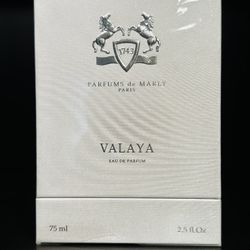 1743
PARFUMS de MARLY
PARIS
VALAYA
EAU DE PARFUM
75 ml 2.5 fl.Oz